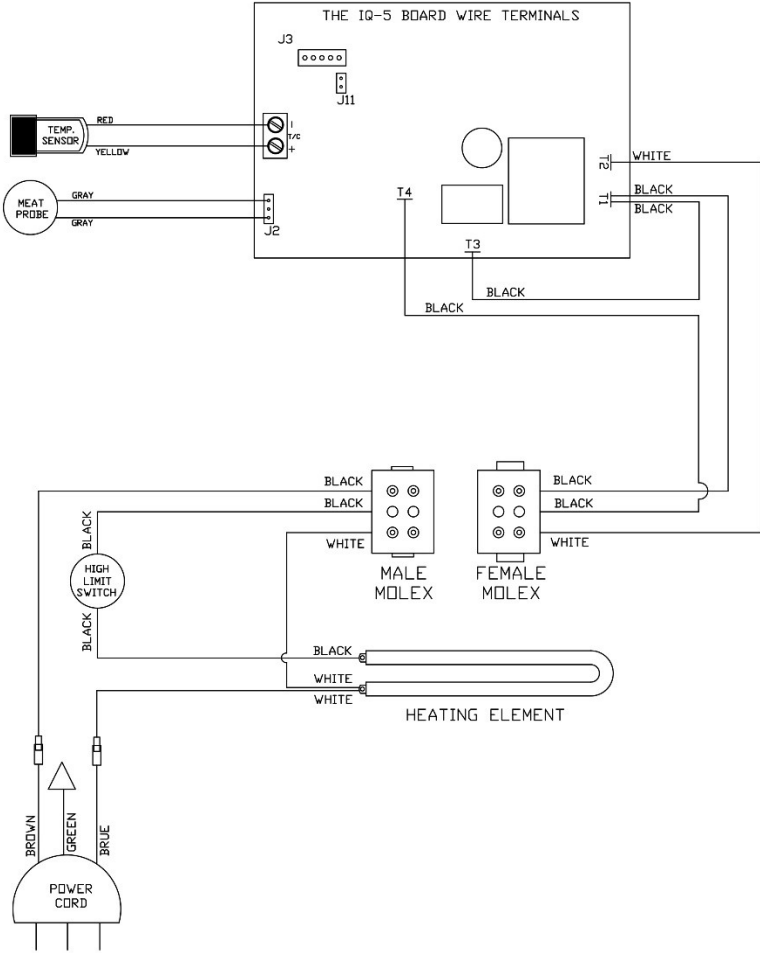 THE IQ-5 BOARD WIRE TERMINALS
J3
J11
RED
TEMP.
SENSOR
YELLOW
-
T/C
+
GRAY
MEAT
PROBE
GRAY
J2
T4
T3
T2
T1
WHITE
BLACK
BLACK
BLACK
BLACK
BLACK
BLACK
WHITE
MALE
MOLEX
BLACK
BLACK
WHITE
FEMALE
MOLEX
BLACK
HIGH
LIMIT
SWITCH
BLACK
BLACK
WHITE
WHITE
HEATING ELEMENT
BROWN
GREEN
BRUE
POWER
CORD